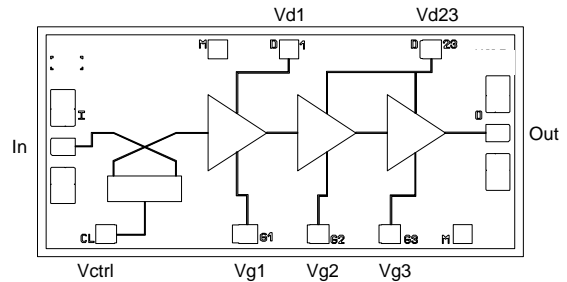 Vd1 Vd23
M D 1 D 23
I O
In Out
CL G1 G2 G3 M
Vctrl Vg1 Vg2 Vg3